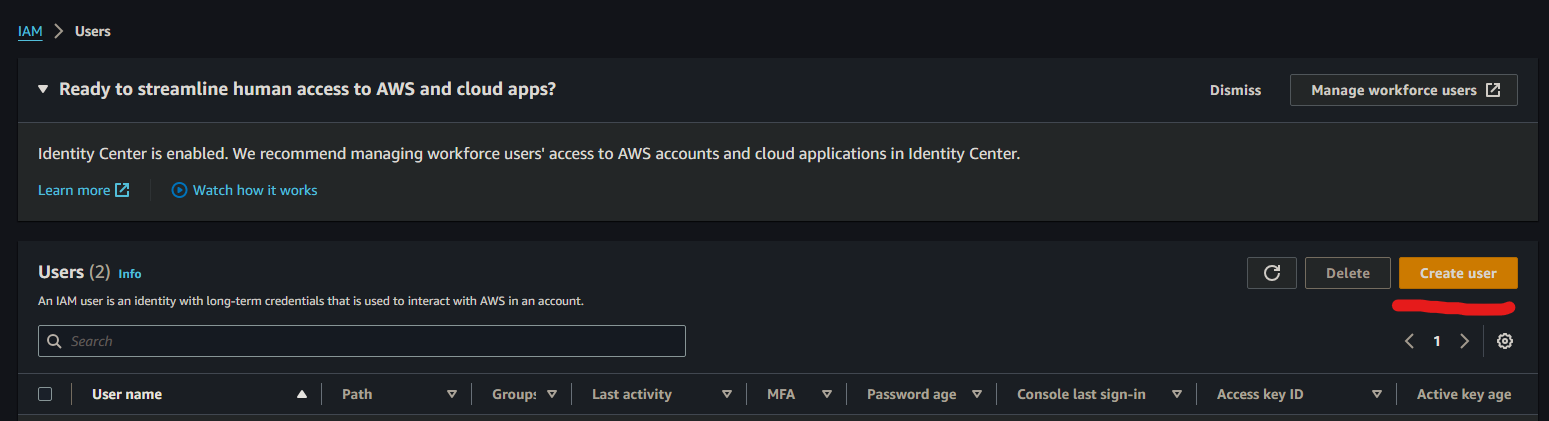 IAM > Users
Ready to streamline human access to AWS and cloud apps? Dismiss Manage workforce users
Identity Center is enabled. We recommend managing workforce users' access to AWS accounts and cloud applications in Identity Center.
Learn more Watch how it works
Users (2) Info Delete Create user
An IAM user is an identity with long-term credentials that is used to interact with AWS in an account.
Search 1
User name Path Groups Last activity MFA Password age Console last sign-in Access key ID Active key age